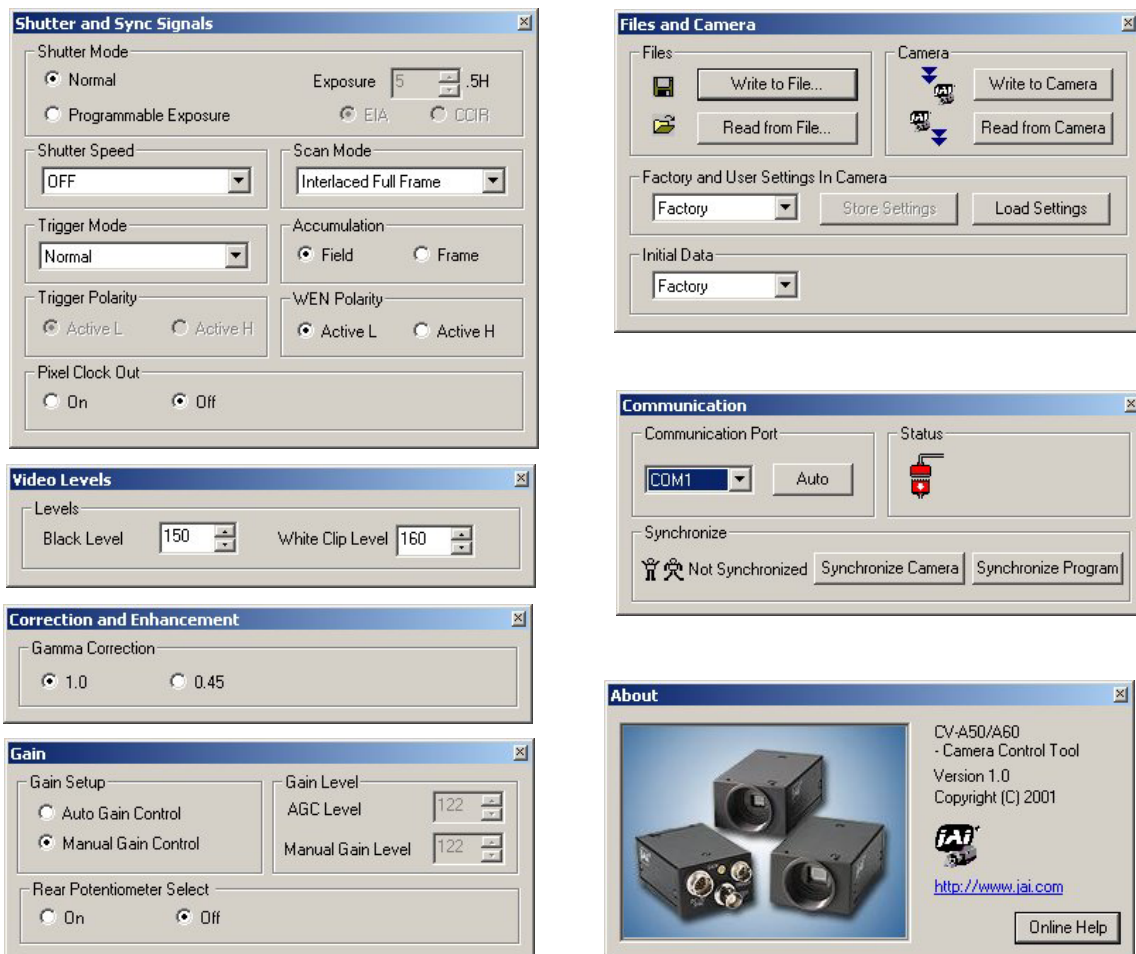 Shutter and Sync Signals
Shutter Mode
Normal
Exposure 5 .5H
Programmable Exposure
EIA CCIR
Shutter Speed
OFF
Scan Mode
Interlaced Full Frame
Trigger Mode
Normal
Accumulation
Field Frame
Trigger Polarity
Active L Active H
WEN Polarity
Active L Active H
Pixel Clock Out
On Off
Video Levels
Levels
Black Level 150 White Clip Level 160
Correction and Enhancement
Gamma Correction
1.0 0.45
Gain
Gain Setup
Auto Gain Control
Manual Gain Control
Gain Level
AGC Level 122
Manual Gain Level 122
Rear Potentiometer Select
On Off
Files and Camera
Files
Write to File...
Read from File...
Camera
Write to Camera
Read from Camera
Factory and User Settings In Camera
Factory Store Settings Load Settings
Initial Data
Factory
Communication
Communication Port
COM1 Auto
Status
Synchronize
Not Synchronized Synchronize Camera Synchronize Program
About
CV-A50/A60
- Camera Control Tool
Version 1.0
Copyright (C) 2001
JAI
http://www.jai.com
Online Help